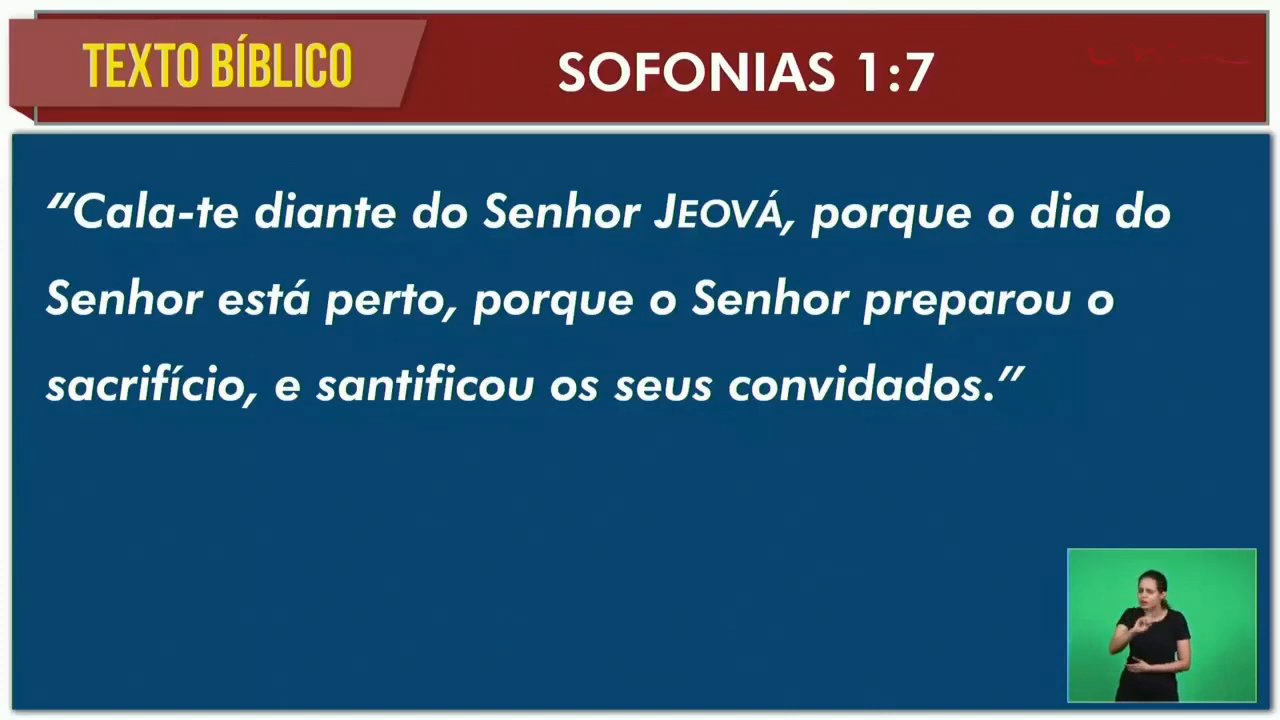 TEXTO BÍBLICO
SOFONIAS 1:7
“Cala-te diante do Senhor JEOVÁ, porque o dia do
Senhor está perto, porque o Senhor preparou o
sacrifício, e santificou os seus convidados.”